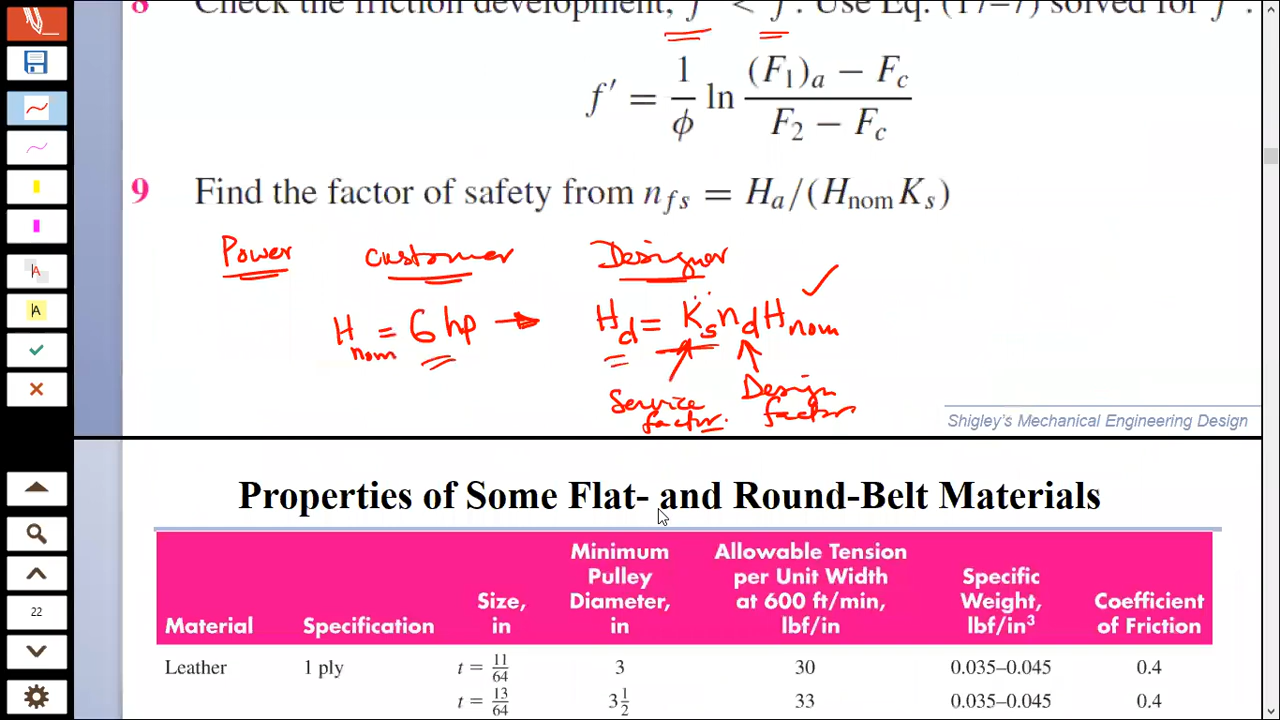 8 Check the friction development, f′ < f. Use Eq. (17–7) solved for f′:
f′ = 1/ϕ ln (F1)a − Fc / F2 − Fc
9 Find the factor of safety from nfs = Ha/(Hnom Ks)
Power customer Designer
Hnom = 6 hp → Hd = Ks nd Hnom ✓
Service factor. Design factor
Shigley's Mechanical Engineering Design
Properties of Some Flat- and Round-Belt Materials
Material Specification Size, in Minimum Pulley Diameter, in Allowable Tension per Unit Width at 600 ft/min, lbf/in Specific Weight, lbf/in³ Coefficient of Friction
Leather 1 ply t = 11/64 3 30 0.035–0.045 0.4
t = 13/64 3 1/2 33 0.035–0.045 0.4
A
A
22